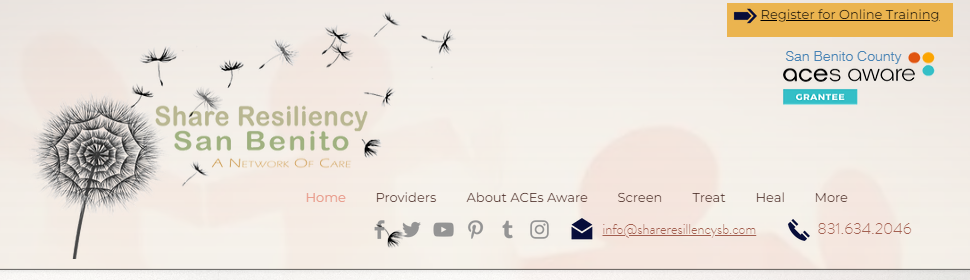 Register for Online Training
San Benito County
aces aware
GRANTEE
Share Resiliency
San Benito
A NETWORK OF CARE
Home Providers About ACEs Aware Screen Treat Heal More
info@shareresiliencysb.com 831.634.2046